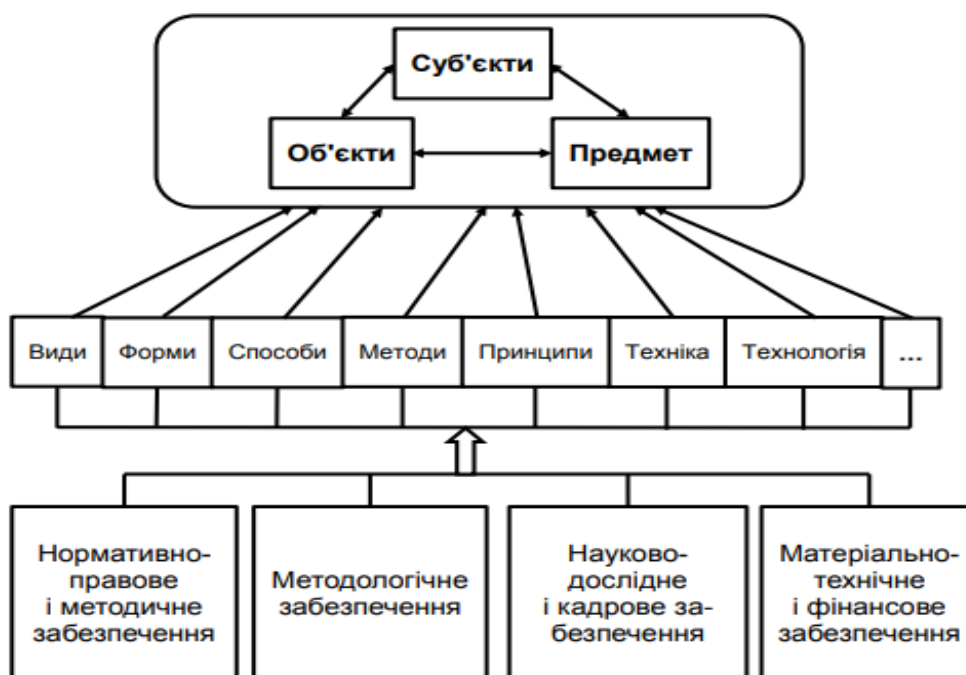 Суб'єкти
Об'єкти
Предмет
Види
Форми
Способи
Методи
Принципи
Техніка
Технологія
...
Нормативно-
правове
і методичне
забезпечення
Методологічне
забезпечення
Науково-
дослідне
і кадрове за-
безпечення
Матеріально-
технічне
і фінансове
забезпечення